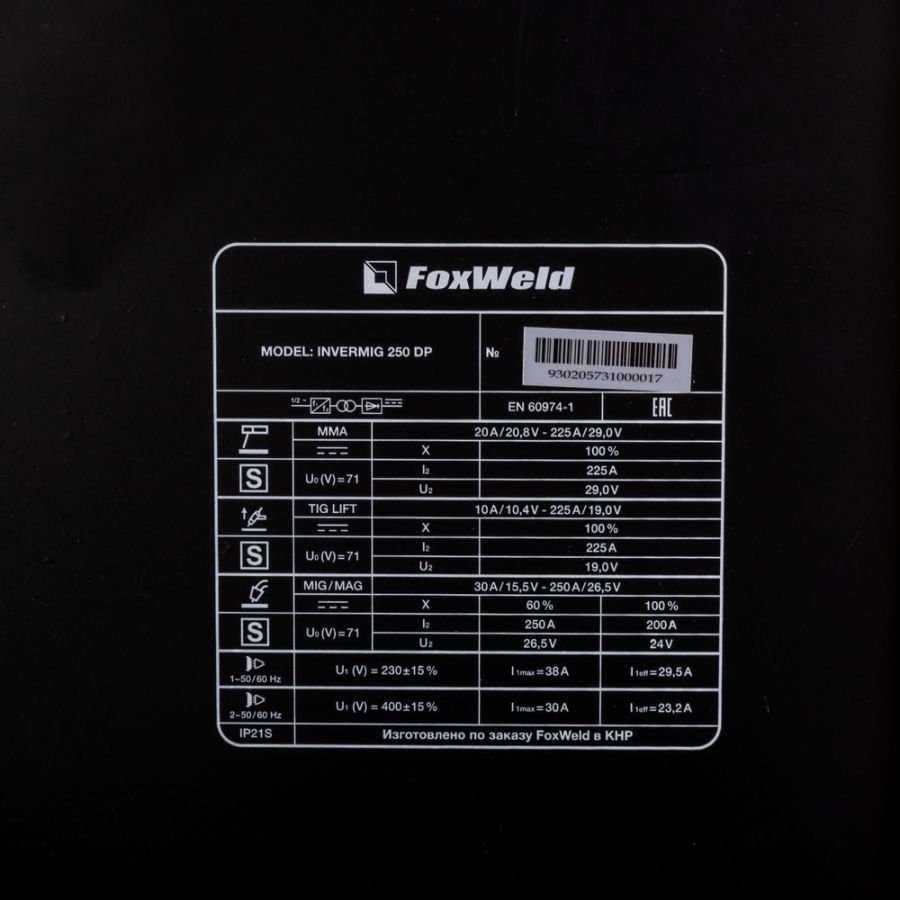 FoxWeld
MODEL: INVERMIG 250 DP
№
930205731000017
1/2 ~ f1 f2
EN 60974-1
EAC
MMA
20A/20,8V - 225A/29,0V
X
100%
S
U0(V)=71
I2
225A
U2
29,0V
TIG LIFT
10A/10,4V - 225A/19,0V
X
100%
S
U0(V)=71
I2
225A
U2
19,0V
MIG/MAG
30A/15,5V - 250A/26,5V
X
60%
100%
S
U0(V)=71
I2
250A
200A
U2
26,5V
24V
1~50/60 Hz
U1 (V) = 230±15%
I1max=38A
I1eff=29,5A
2~50/60 Hz
U1 (V) = 400±15%
I1max=30A
I1eff=23,2A
IP21S
Изготовлено по заказу FoxWeld в КНР